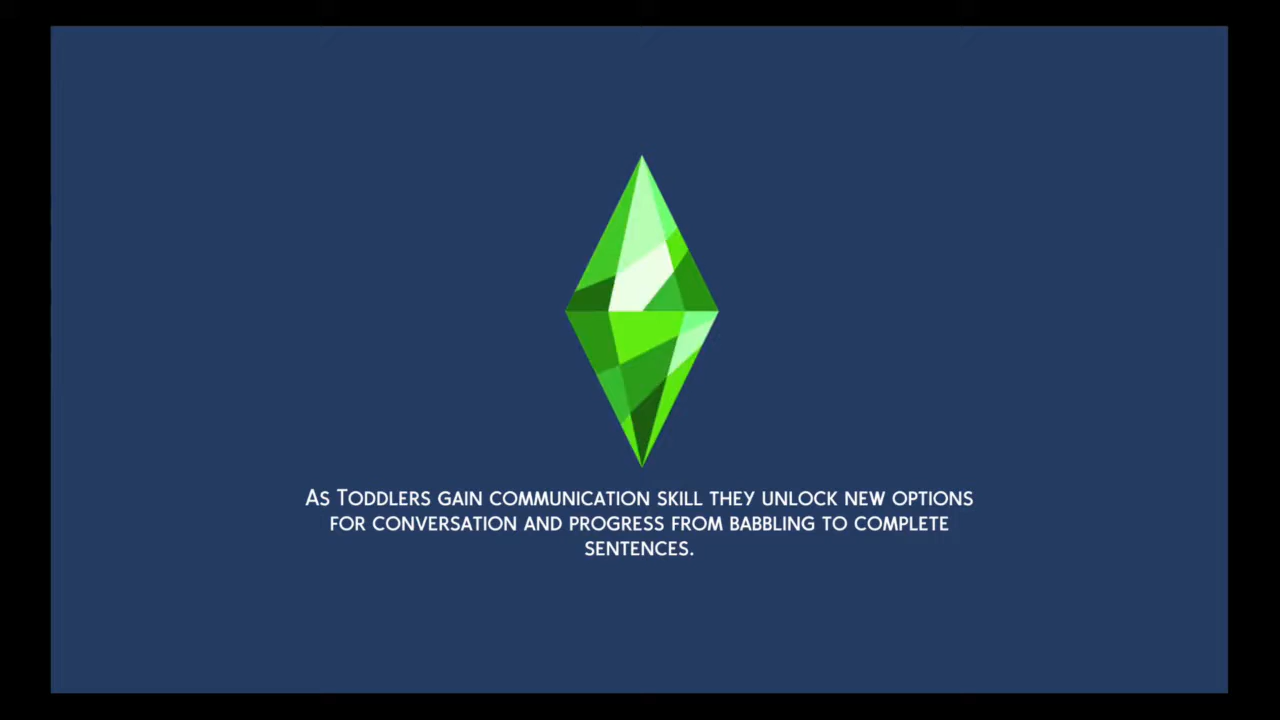 As Toddlers gain communication skill they unlock new options
for conversation and progress from babbling to complete
sentences.